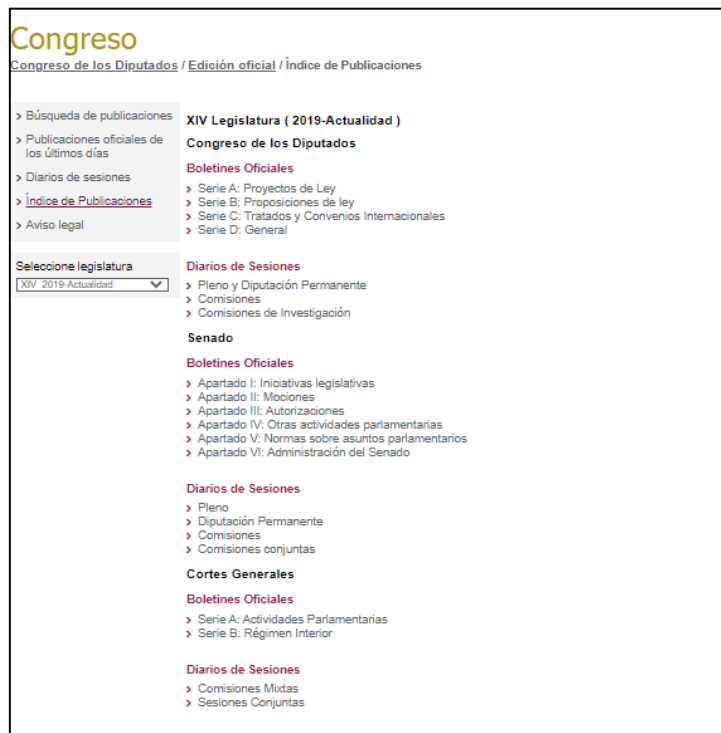 Congreso
Congreso de los Diputados / Edición oficial / Índice de Publicaciones
> Búsqueda de publicaciones
> Publicaciones oficiales de
los últimos días
> Diarios de sesiones
> Índice de Publicaciones
> Aviso legal
Seleccione legislatura
XIV 2019-Actualidad
XIV Legislatura ( 2019-Actualidad )
Congreso de los Diputados
Boletines Oficiales
> Serie A: Proyectos de Ley
> Serie B: Proposiciones de ley
> Serie C: Tratados y Convenios Internacionales
> Serie D: General
Diarios de Sesiones
> Pleno y Diputación Permanente
> Comisiones
> Comisiones de Investigación
Senado
Boletines Oficiales
> Apartado I: Iniciativas legislativas
> Apartado II: Mociones
> Apartado III: Autorizaciones
> Apartado IV: Otras actividades parlamentarias
> Apartado V: Normas sobre asuntos parlamentarios
> Apartado VI: Administración del Senado
Diarios de Sesiones
> Pleno
> Diputación Permanente
> Comisiones
> Comisiones conjuntas
Cortes Generales
Boletines Oficiales
> Serie A: Actividades Parlamentarias
> Serie B: Régimen Interior
Diarios de Sesiones
> Comisiones Mixtas
> Sesiones Conjuntas